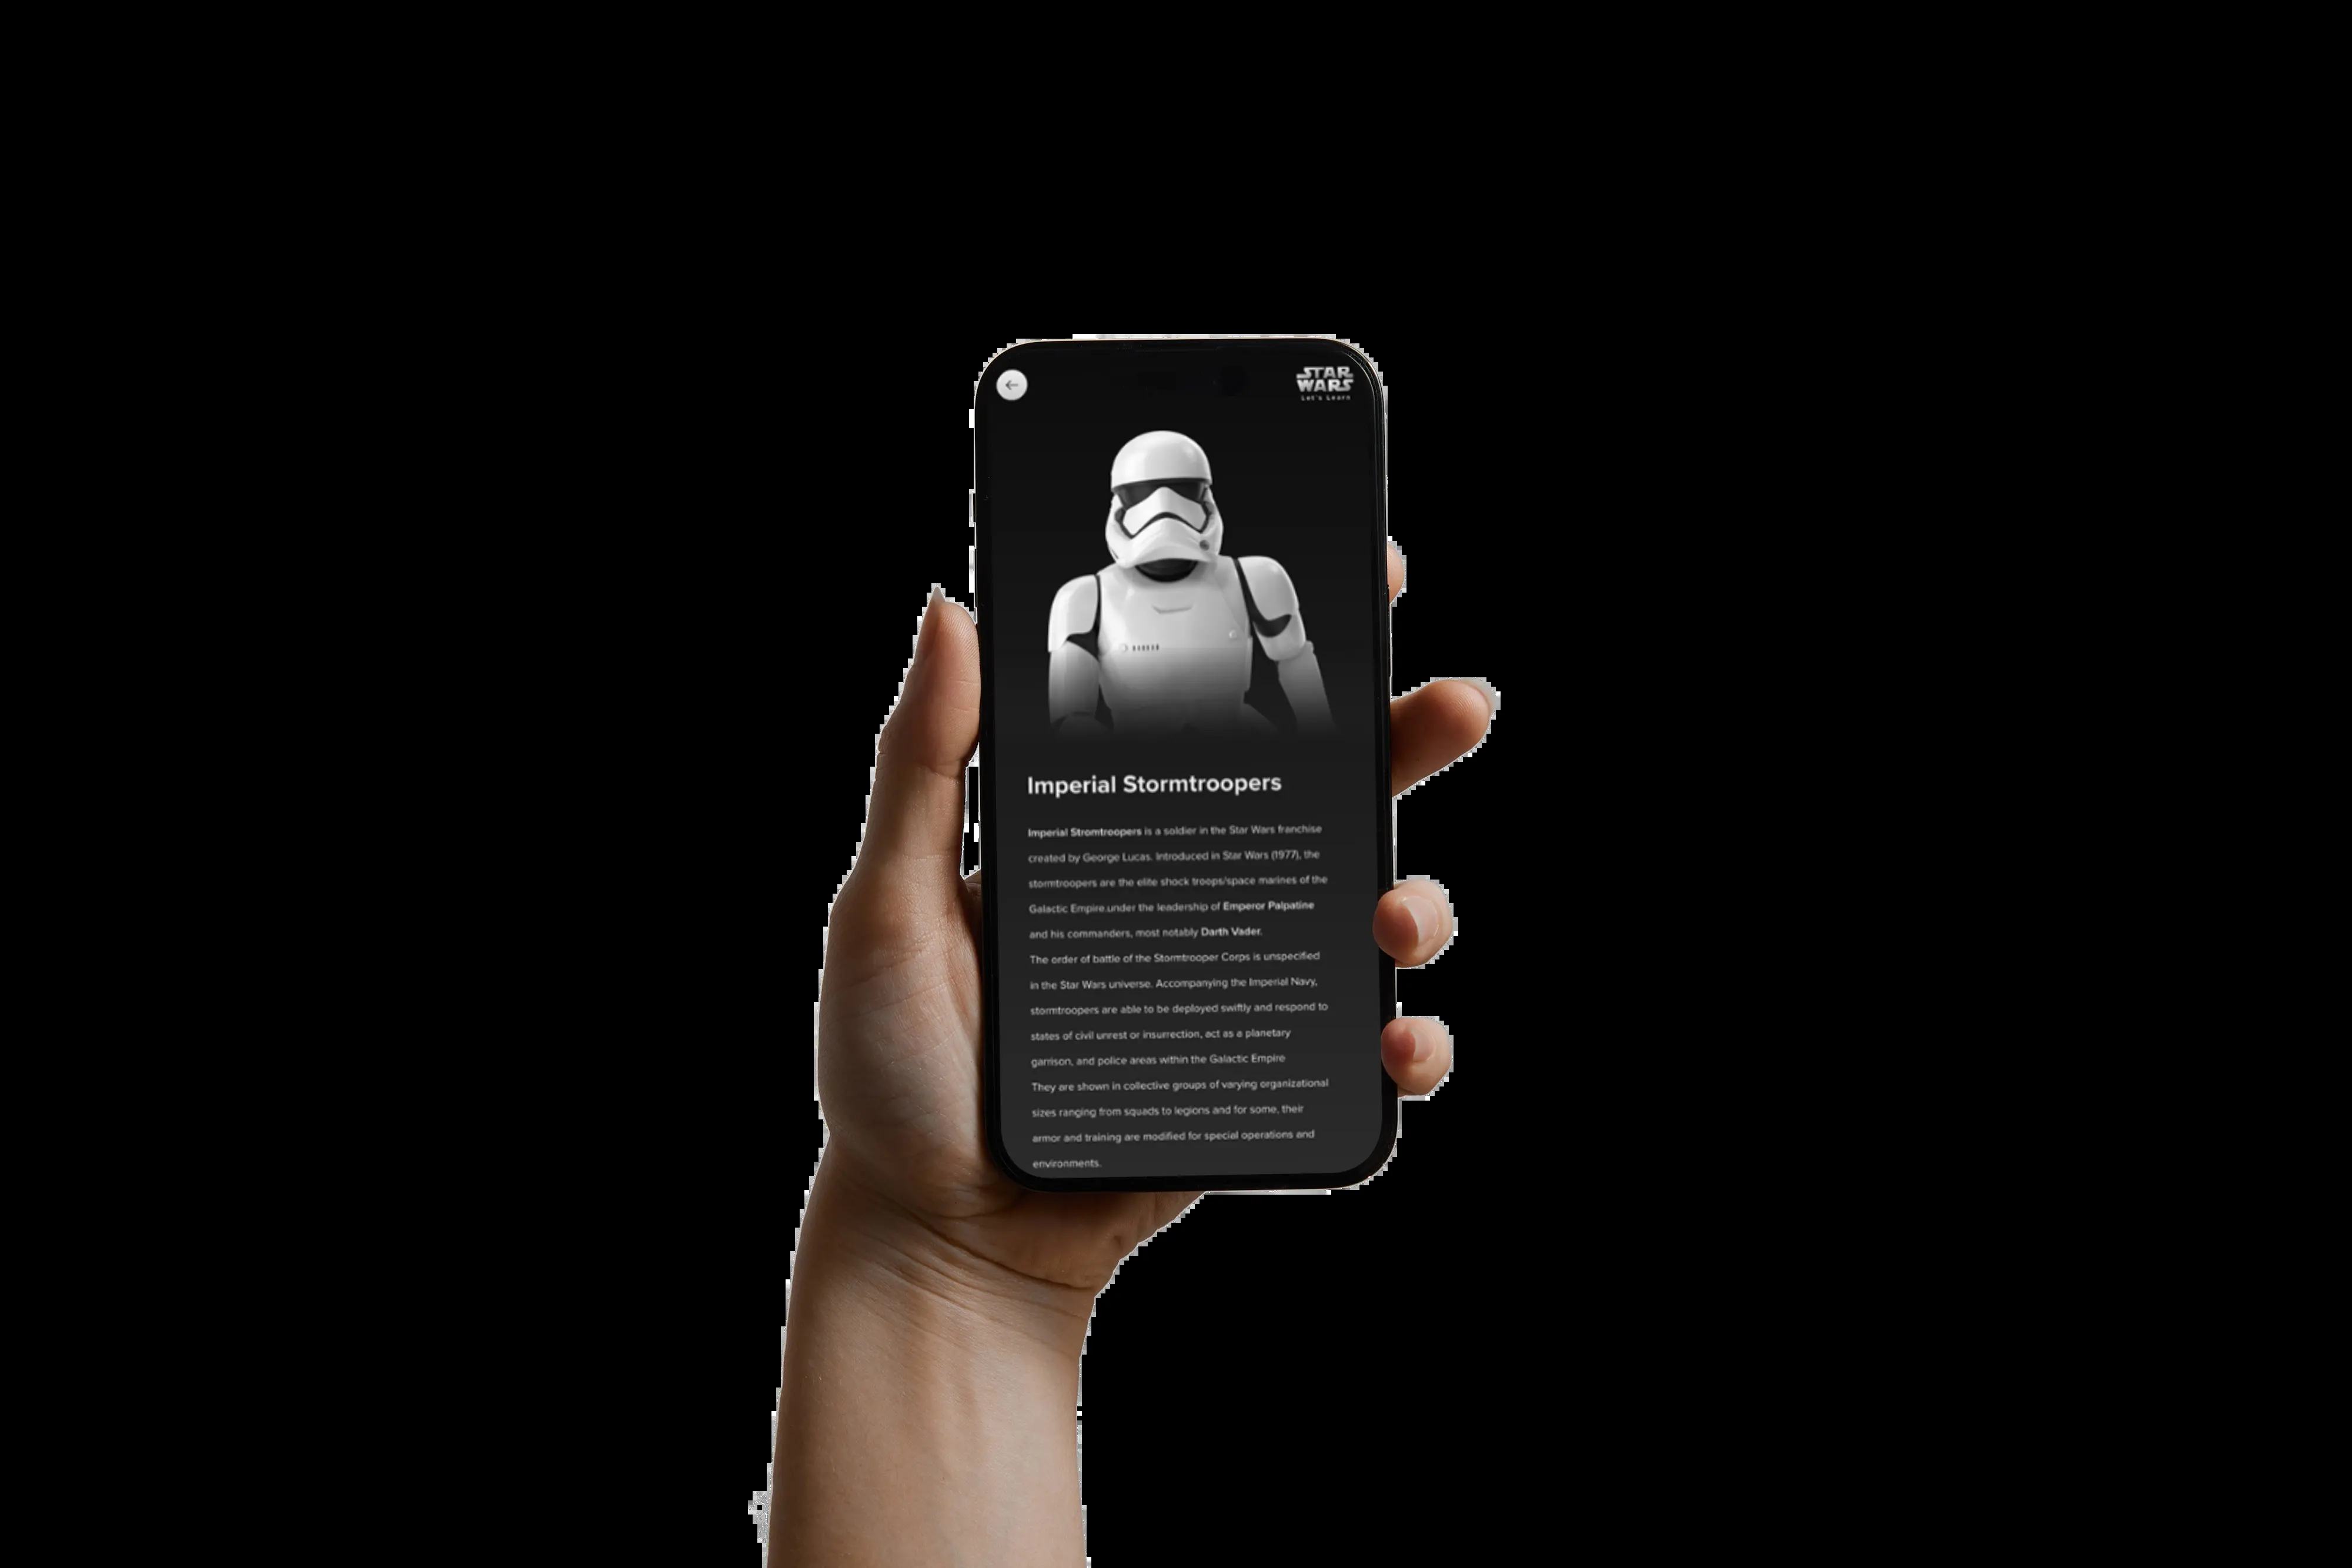 STAR
WARS
Let's Learn
Imperial Stormtroopers
Imperial Stromtroopers is a soldier in the Star Wars franchise
created by George Lucas. Introduced in Star Wars (1977), the
stormtroopers are the elite shock troops/space marines of the
Galactic Empire.under the leadership of Emperor Palpatine
and his commanders, most notably Darth Vader.
The order of battle of the Stormtrooper Corps is unspecified
in the Star Wars universe. Accompanying the Imperial Navy,
stormtroopers are able to be deployed swiftly and respond to
states of civil unrest or insurrection, act as a planetary
garrison, and police areas within the Galactic Empire
They are shown in collective groups of varying organizational
sizes ranging from squads to legions and for some, their
armor and training are modified for special operations and
environments.